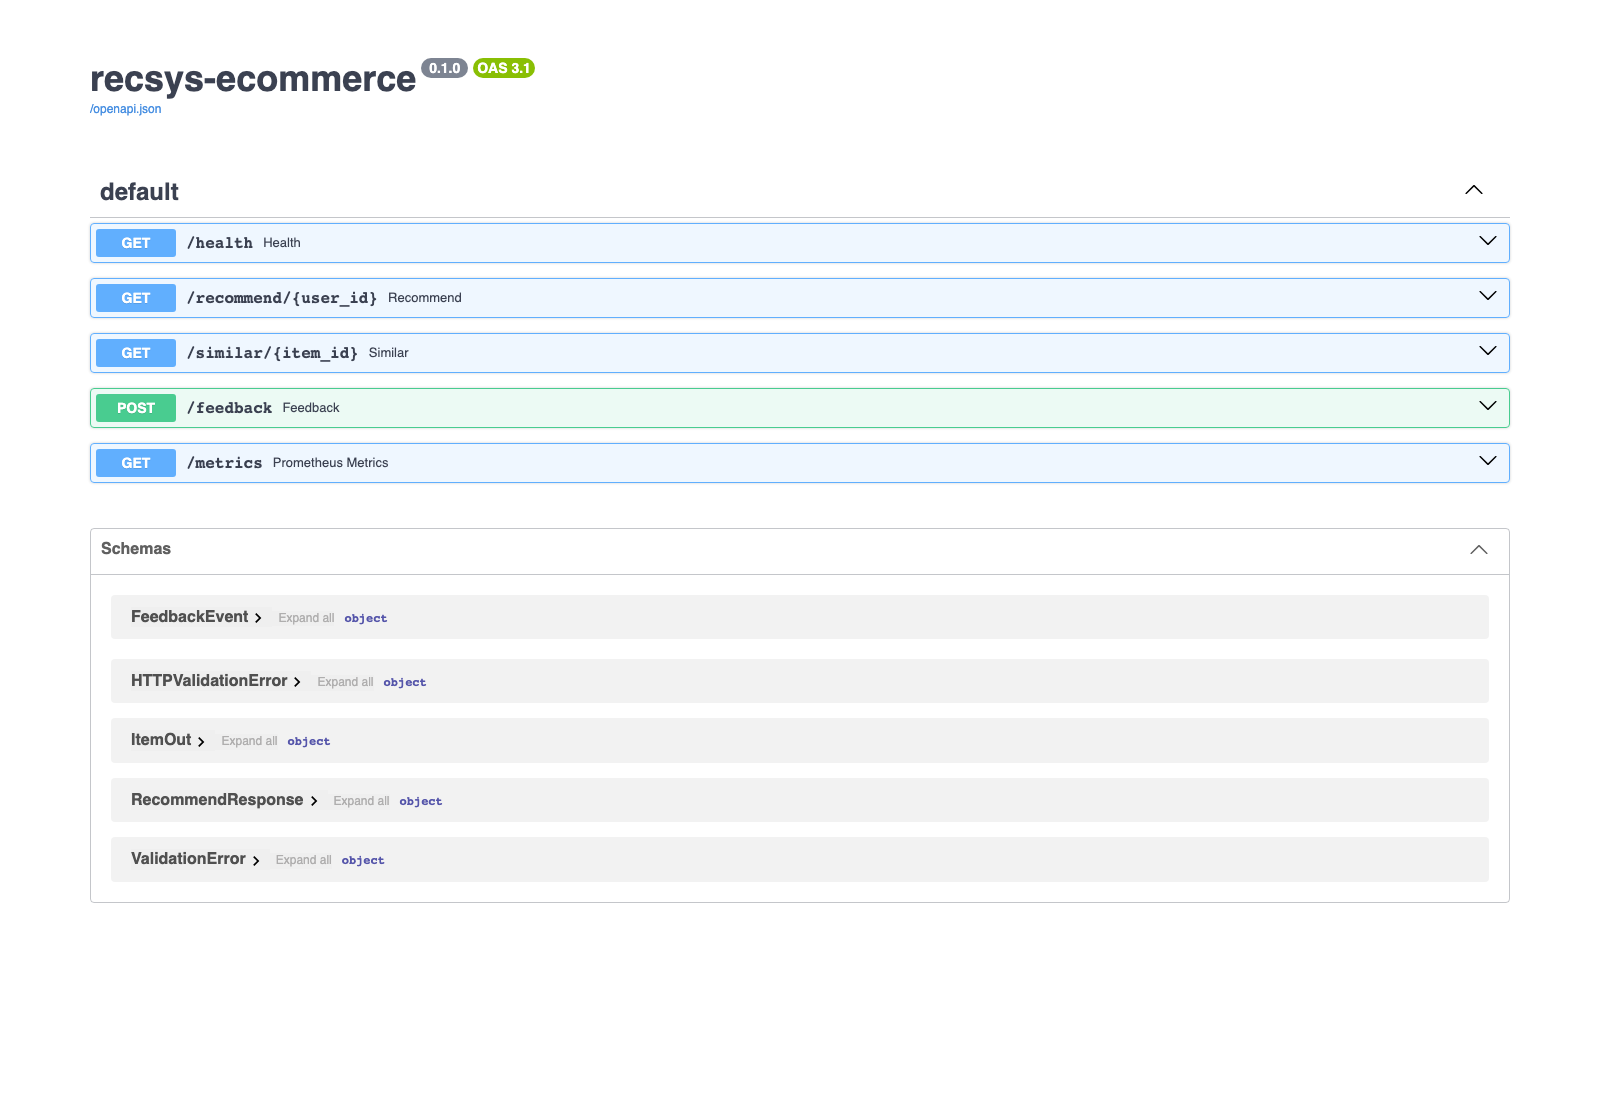 recsys-ecommerce 0.1.0 OAS 3.1
/openapi.json
default
GET /health Health
GET /recommend/{user_id} Recommend
GET /similar/{item_id} Similar
POST /feedback Feedback
GET /metrics Prometheus Metrics
Schemas
FeedbackEvent Expand all object
HTTPValidationError Expand all object
ItemOut Expand all object
RecommendResponse Expand all object
ValidationError Expand all object